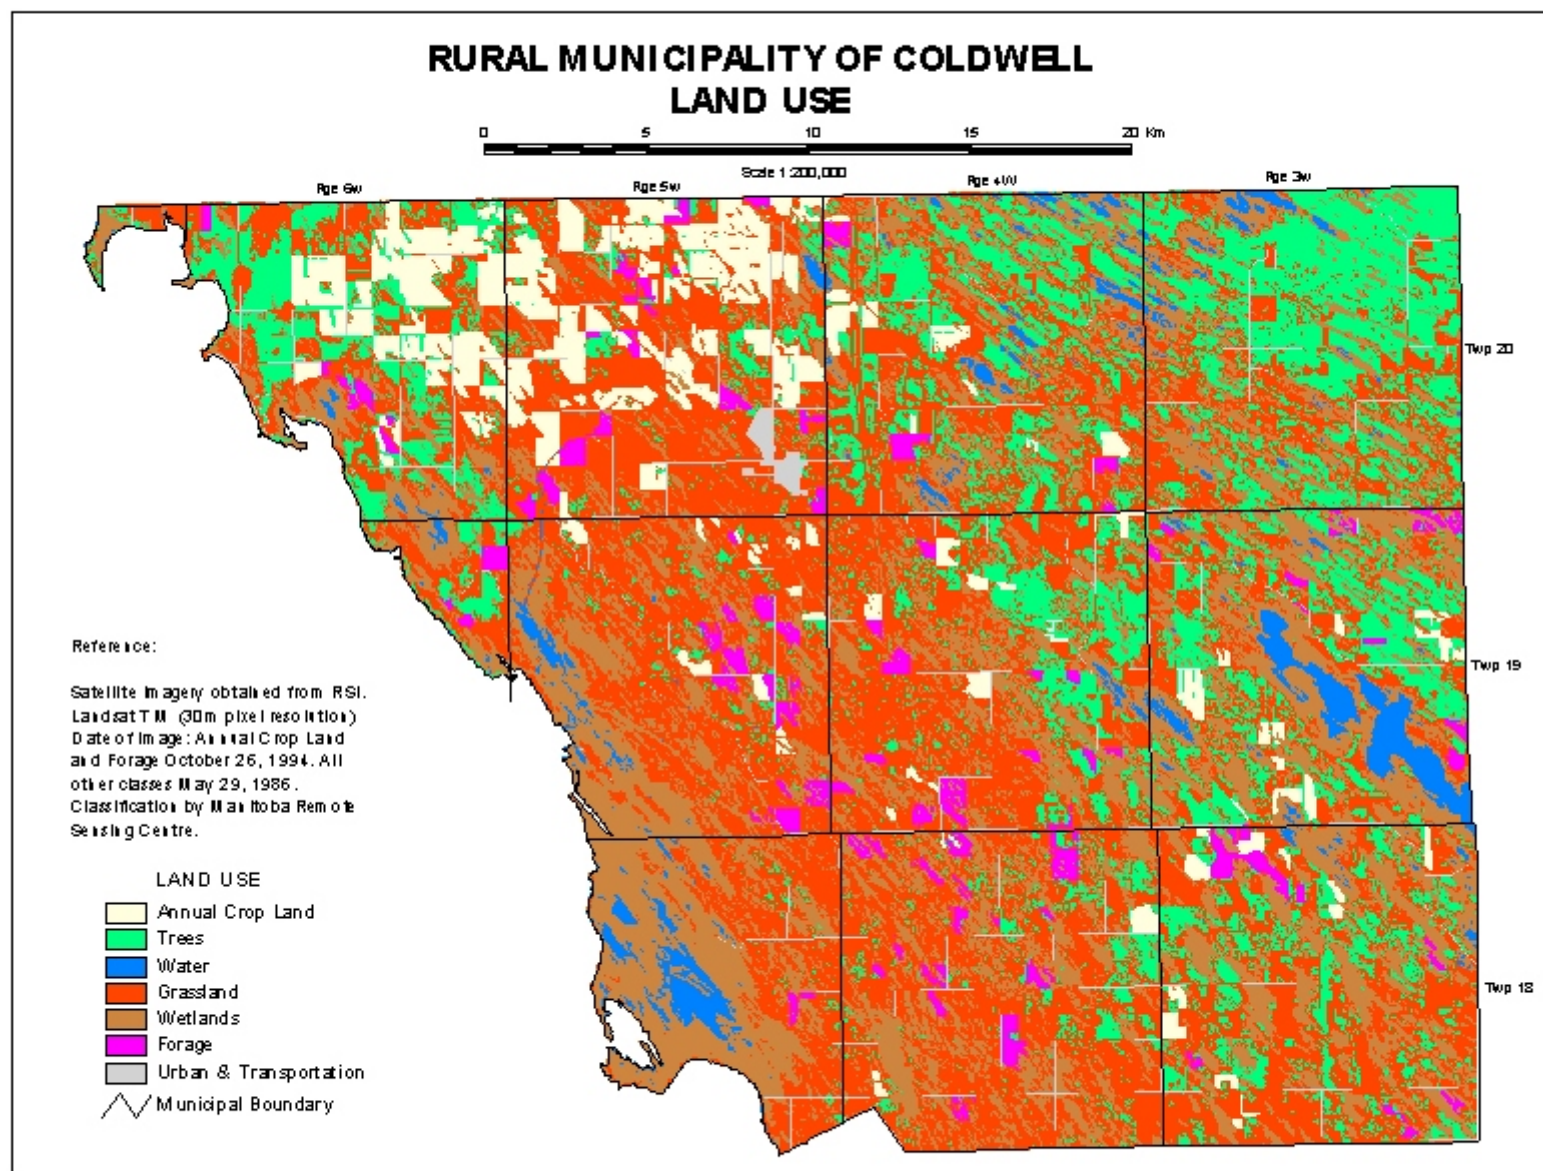 RURAL MUNICIPALITY OF COLDWELL
LAND USE
0 5 10 15 20 Km
Scale 1:200,000
Rge 6W Rge 5W Rge 4W Rge 3W
Twp 20
Twp 19
Twp 18
Reference:
Satellite Imagery obtained from RSI.
Landsat TM (30m pixel resolution)
Date of Image: Annual Crop Land
and Forage October 26, 1994. All
other classes May 29, 1986.
Classification by Manitoba Remote
Sensing Centre.
LAND USE
Annual Crop Land
Trees
Water
Grassland
Wetlands
Forage
Urban & Transportation
Municipal Boundary